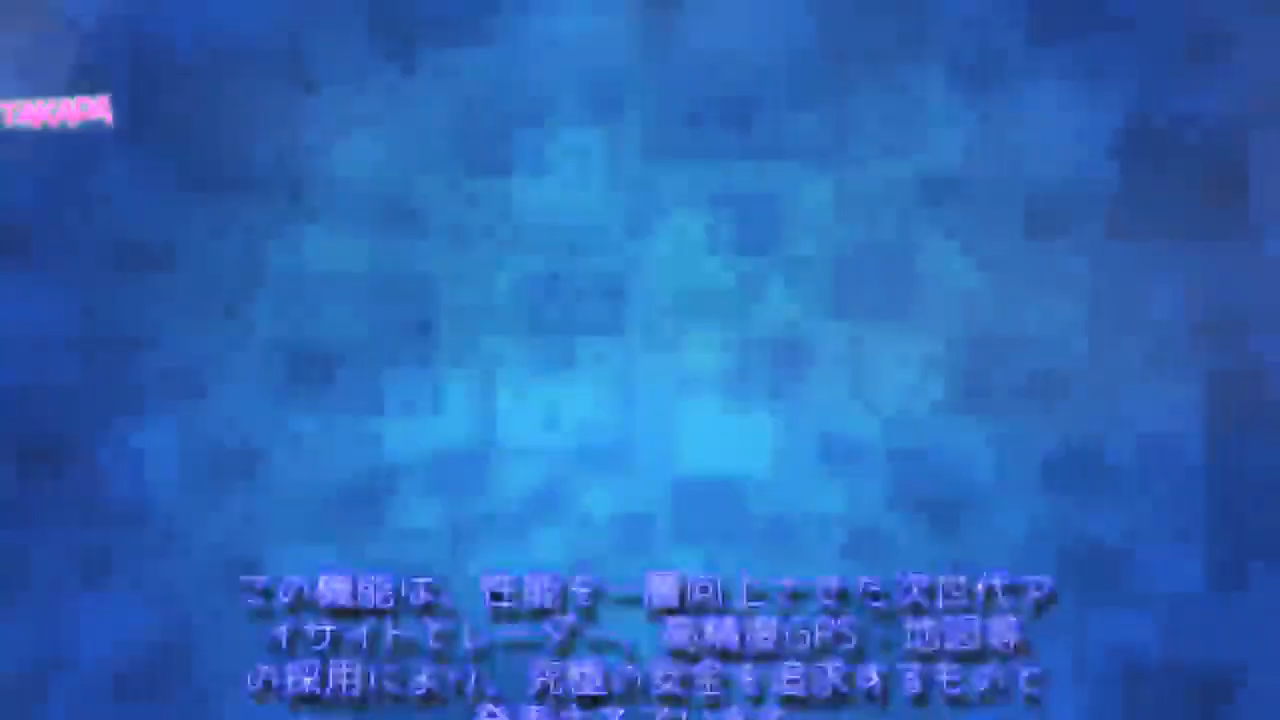 TAKADA
この機能は、性能を一層向上させた次世代ア
イサイトとレーダー、高精度GPS・地図等
の採用により、究極の安全を追求するものと